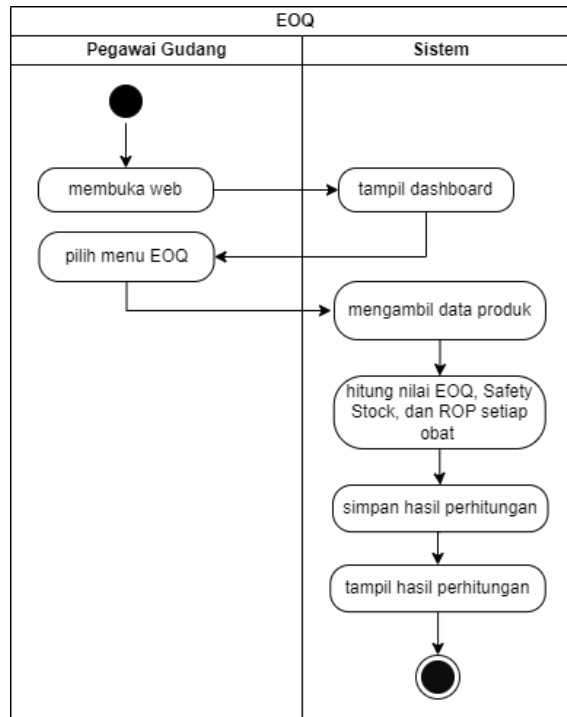 EOQ
Pegawai Gudang
Sistem
membuka web
tampil dashboard
pilih menu EOQ
mengambil data produk
hitung nilai EOQ, Safety
Stock, dan ROP setiap
obat
simpan hasil perhitungan
tampil hasil perhitungan